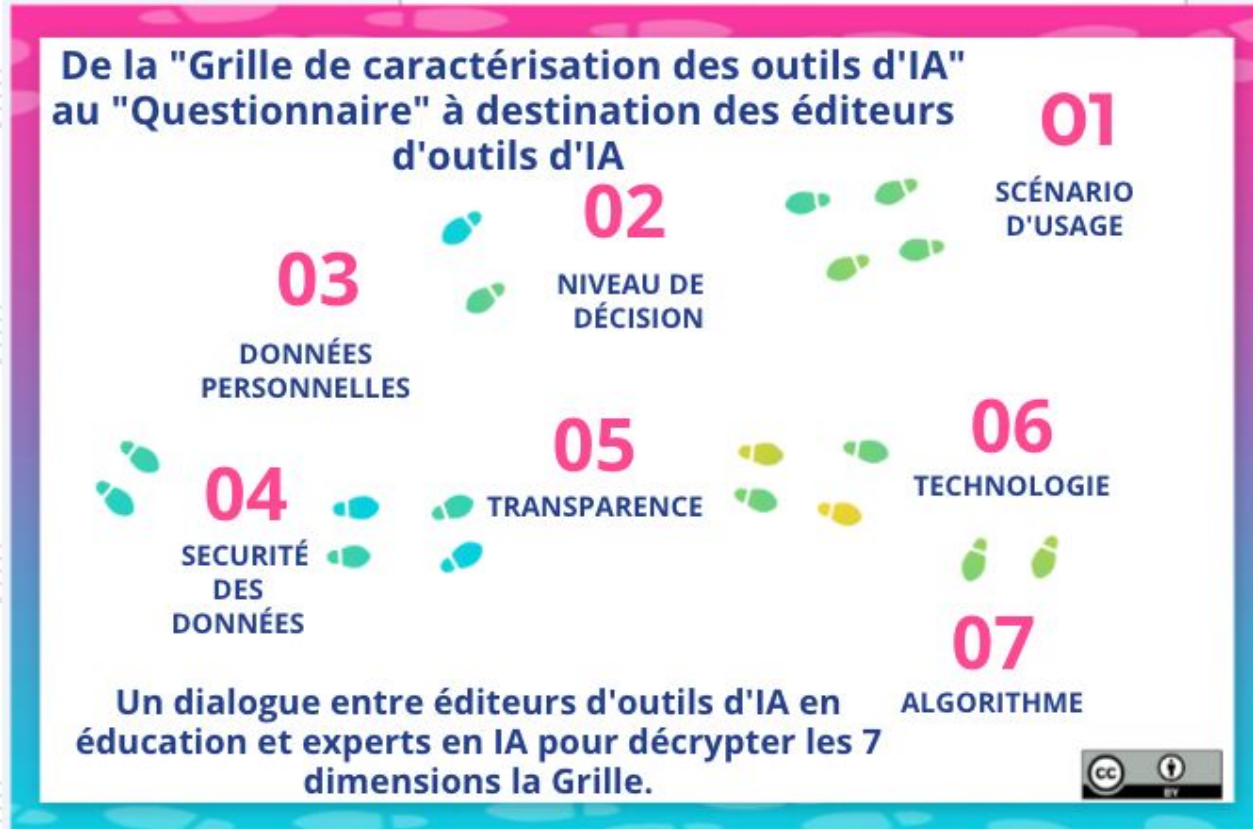 De la "Grille de caractérisation des outils d'IA"
au "Questionnaire" à destination des éditeurs
d'outils d'IA
01
SCÉNARIO
D'USAGE
02
NIVEAU DE
DÉCISION
03
DONNÉES
PERSONNELLES
04
SECURITÉ
DES
DONNÉES
05
TRANSPARENCE
06
TECHNOLOGIE
07
ALGORITHME
Un dialogue entre éditeurs d'outils d'IA en
éducation et experts en IA pour décrypter les 7
dimensions la Grille.
cc
BY